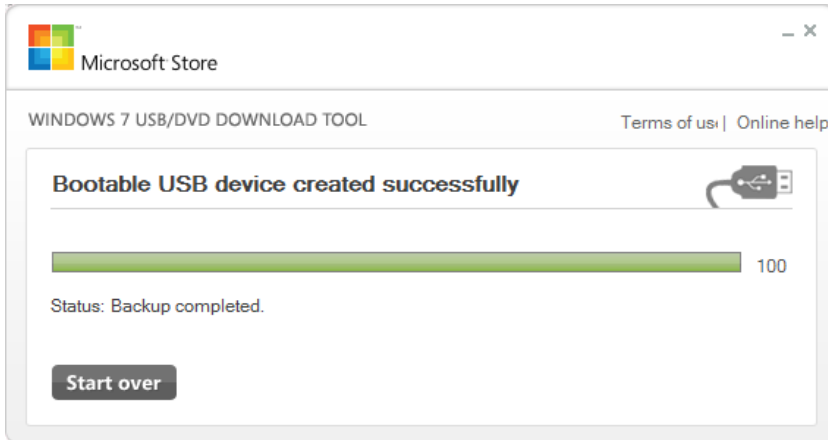 Microsoft Store
WINDOWS 7 USB/DVD DOWNLOAD TOOL
Terms of us | Online help
Bootable USB device created successfully
100
Status: Backup completed.
Start over